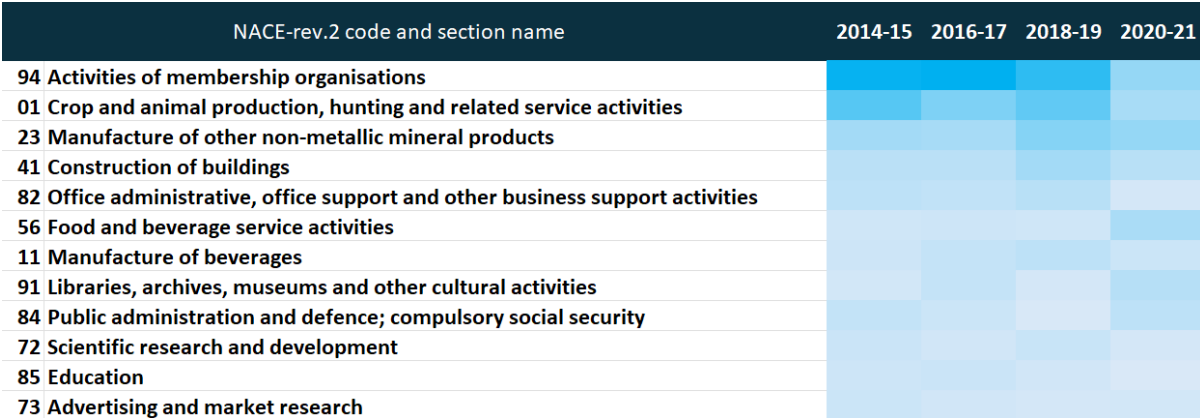 NACE-rev.2 code and section name 2014-15 2016-17 2018-19 2020-21
94 Activities of membership organisations
01 Crop and animal production, hunting and related service activities
23 Manufacture of other non-metallic mineral products
41 Construction of buildings
82 Office administrative, office support and other business support activities
56 Food and beverage service activities
11 Manufacture of beverages
91 Libraries, archives, museums and other cultural activities
84 Public administration and defence; compulsory social security
72 Scientific research and development
85 Education
73 Advertising and market research